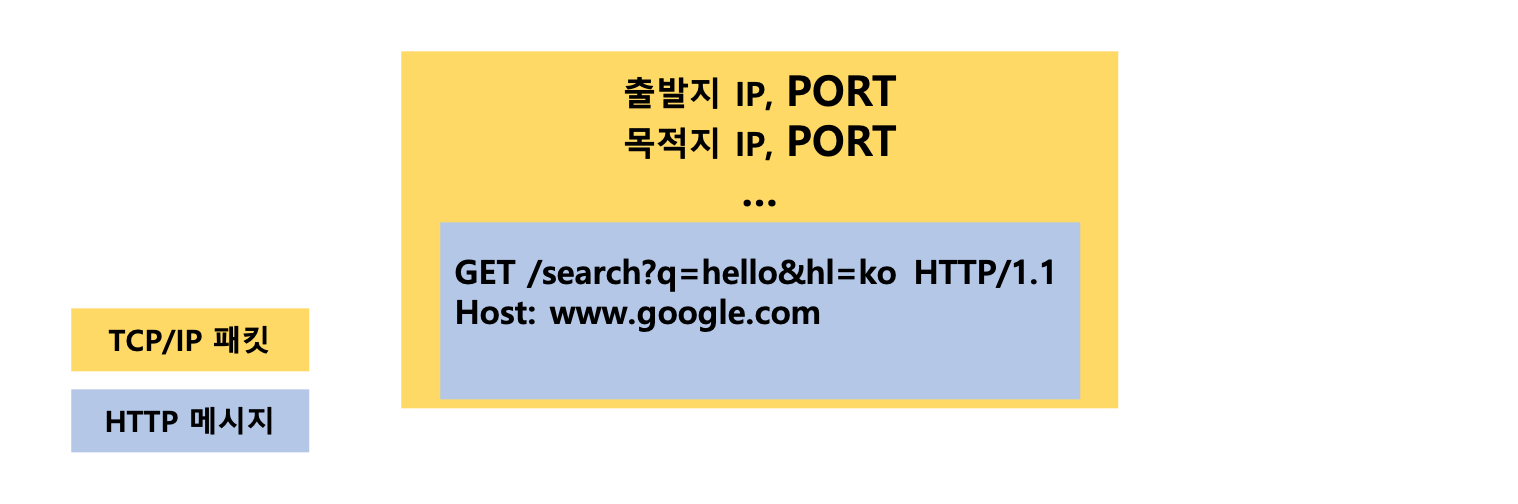 출발지 IP, PORT
목적지 IP, PORT
...
GET /search?q=hello&hl=ko HTTP/1.1
Host: www.google.com
TCP/IP 패킷
HTTP 메시지